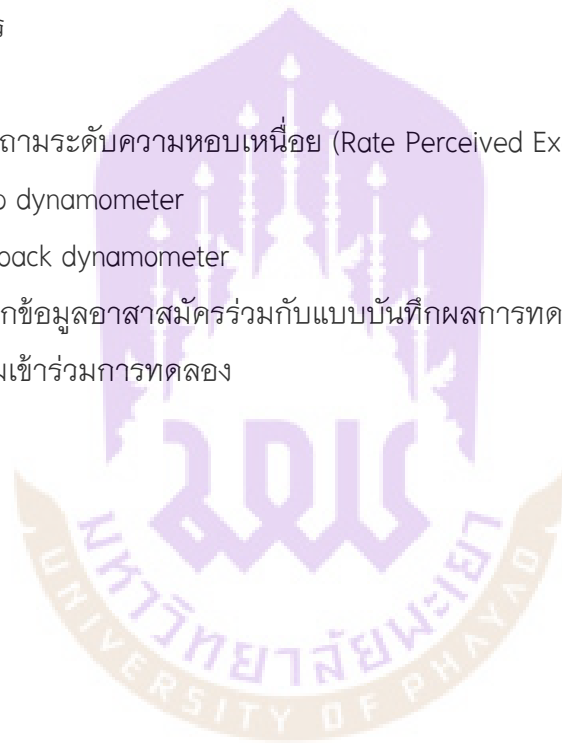 ร
ถามระดับความหอบเหนื่อย (Rate Perceived Ex
o dynamometer
back dynamometer
กข้อมูลอาสาสมัครร่วมกับแบบบันทึกผลการทด
มเข้าร่วมการทดลอง
มหาวิทยาลัยพะเยา
UNIVERSITY OF PHAYAO